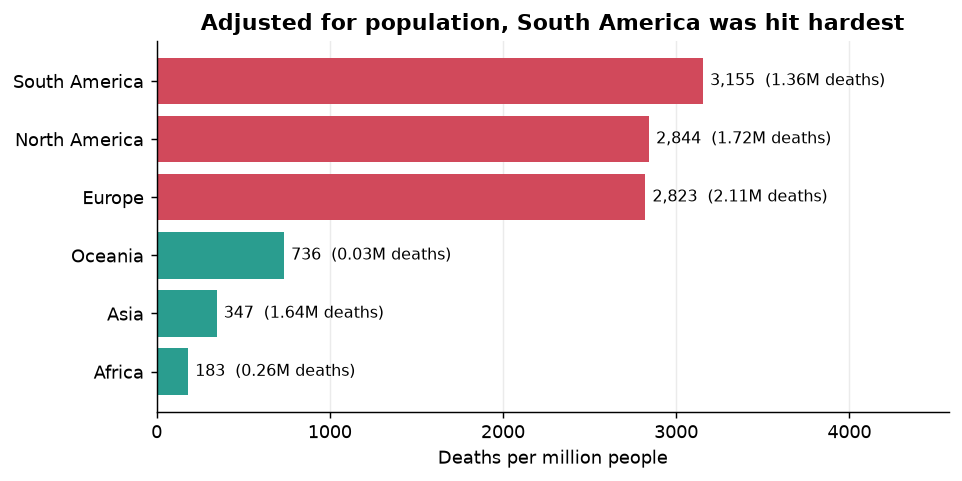 Adjusted for population, South America was hit hardest
South America 3,155 (1.36M deaths)
North America 2,844 (1.72M deaths)
Europe 2,823 (2.11M deaths)
Oceania 736 (0.03M deaths)
Asia 347 (1.64M deaths)
Africa 183 (0.26M deaths)
0 1000 2000 3000 4000
Deaths per million people